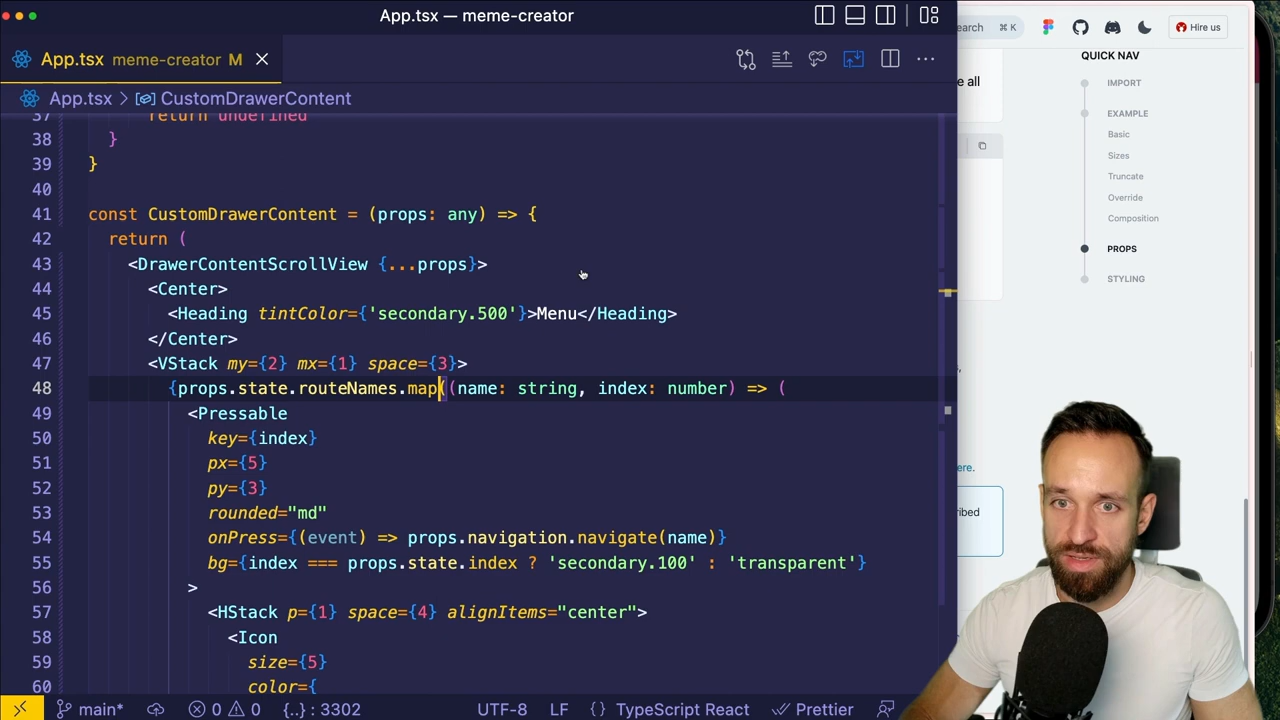 App.tsx — meme-creator
App.tsx meme-creator M
App.tsx > CustomDrawerContent
37 return undefined
38 }
39 }
40
41 const CustomDrawerContent = (props: any) => {
42 return (
43 <DrawerContentScrollView {...props}>
44 <Center>
45 <Heading tintColor={'secondary.500'}>Menu</Heading>
46 </Center>
47 <VStack my={2} mx={1} space={3}>
48 {props.state.routeNames.map((name: string, index: number) => (
49 <Pressable
50 key={index}
51 px={5}
52 py={3}
53 rounded="md"
54 onPress={(event) => props.navigation.navigate(name)}
55 bg={index === props.state.index ? 'secondary.100' : 'transparent'}
56 >
57 <HStack p={1} space={4} alignItems="center">
58 <Icon
59 size={5}
60 color={
main* 0 0 {..} : 3302 UTF-8 LF {} TypeScript React Prettier
earch ⌘ K Hire us
e all
ere.
ribed
QUICK NAV
IMPORT
EXAMPLE
Basic
Sizes
Truncate
Override
Composition
PROPS
STYLING